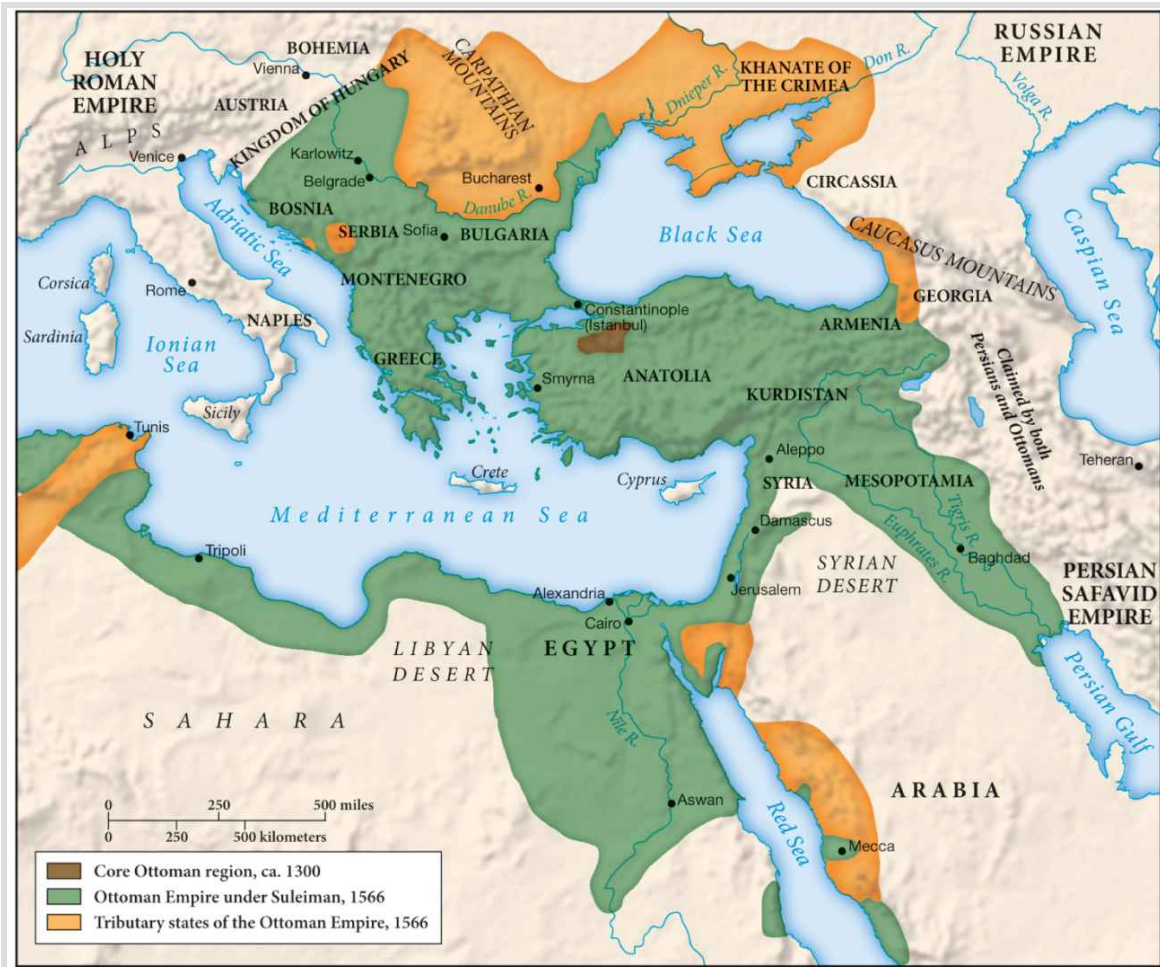 HOLY
ROMAN
EMPIRE
BOHEMIA
Vienna
AUSTRIA
ALPS
Venice
KINGDOM OF HUNGARY
CARPATHIAN
MOUNTAINS
Dnieper R.
KHANATE OF
THE CRIMEA
Don R.
RUSSIAN
EMPIRE
Volga R.
Karlowitz
Belgrade
Bucharest
Danube R.
CIRCASSIA
BOSNIA
SERBIA
Sofia
BULGARIA
Adriatic Sea
Black Sea
CAUCASUS MOUNTAINS
Caspian Sea
MONTENEGRO
Corsica
Rome
NAPLES
Constantinople
(Istanbul)
GEORGIA
ARMENIA
Sardinia
Ionian
Sea
GREECE
Smyrna
ANATOLIA
KURDISTAN
Claimed by both
Persians and Ottomans
Sicily
Tunis
Crete
Cyprus
Aleppo
SYRIA
MESOPOTAMIA
Teheran
Mediterranean Sea
Damascus
Tigris R.
Euphrates R.
Baghdad
Tripoli
SYRIAN
DESERT
Jerusalem
PERSIAN
SAFAVID
EMPIRE
Alexandria
Cairo
EGYPT
LIBYAN
DESERT
Persian Gulf
SAHARA
Nile R.
Aswan
ARABIA
Red Sea
Mecca
0 250 500 miles
0 250 500 kilometers
Core Ottoman region, ca. 1300
Ottoman Empire under Suleiman, 1566
Tributary states of the Ottoman Empire, 1566